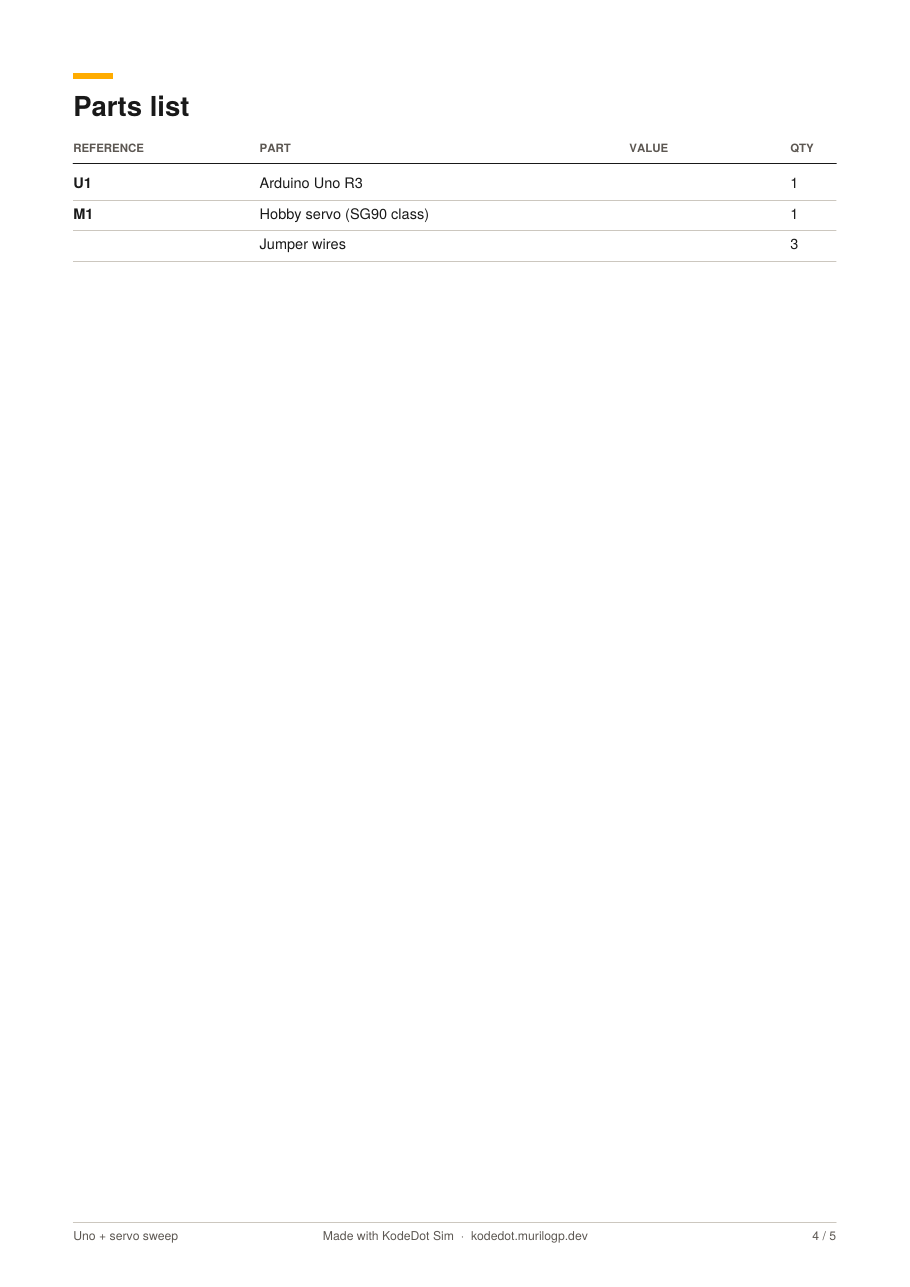 Parts list
REFERENCE PART VALUE QTY
U1 Arduino Uno R3 1
M1 Hobby servo (SG90 class) 1
Jumper wires 3
Uno + servo sweep Made with KodeDot Sim · kodedot.murilogp.dev 4 / 5